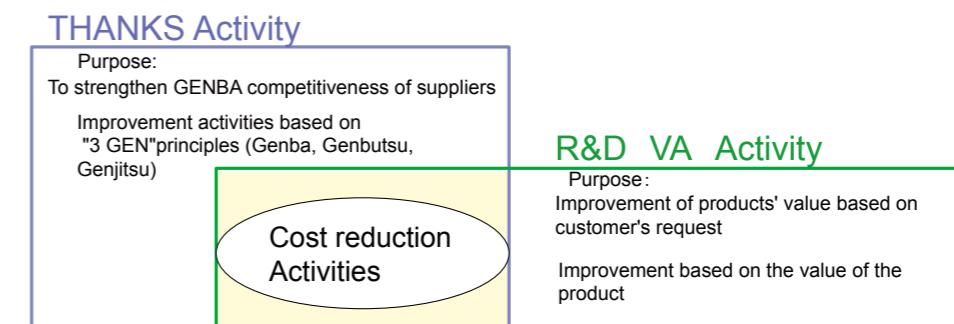 THANKS Activity
Purpose:
To strengthen GENBA competitiveness of suppliers
Improvement activities based on
"3 GEN"principles (Genba, Genbutsu,
Genjitsu)
R&D VA Activity
Purpose:
Improvement of products' value based on
customer's request
Improvement based on the value of the
product
Cost reduction
Activities